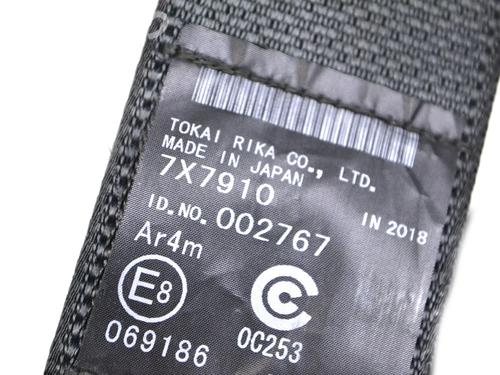 TOKAI RIKA CO., LTD.
MADE IN JAPAN
7X7910
IN 2018
ID.NO. 002767
Ar4m
E8
C
069186
0C253